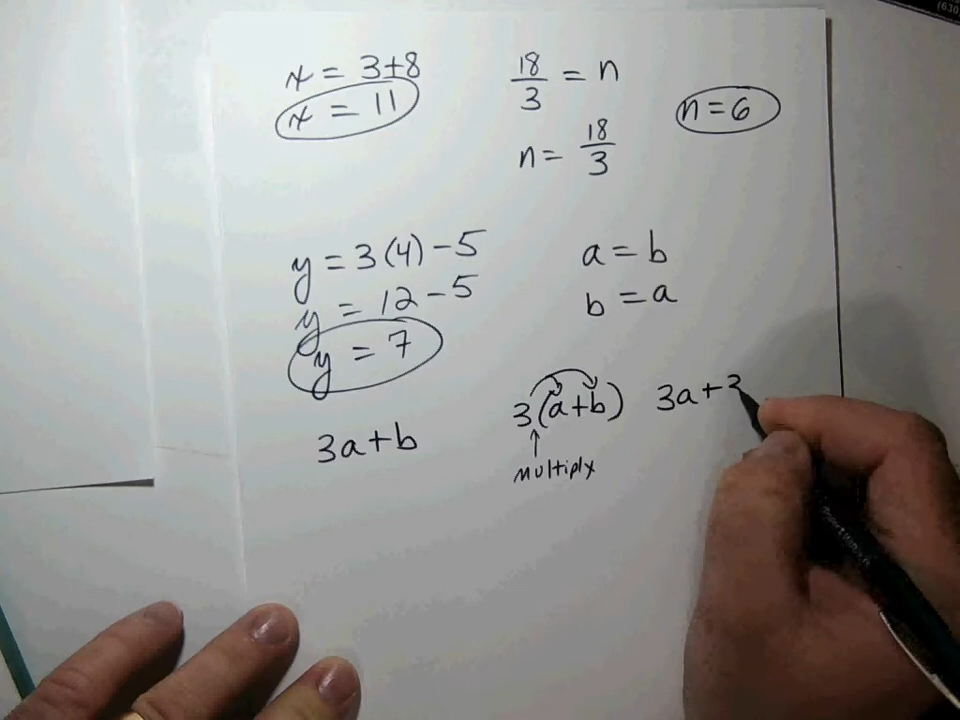 x = 3+8
x = 11
18/3 = n
n = 18/3
n = 6
y = 3(4) - 5
y = 12 - 5
y = 7
a = b
b = a
3a+b
3(a+b)
↑
multiply
3a+3
(630